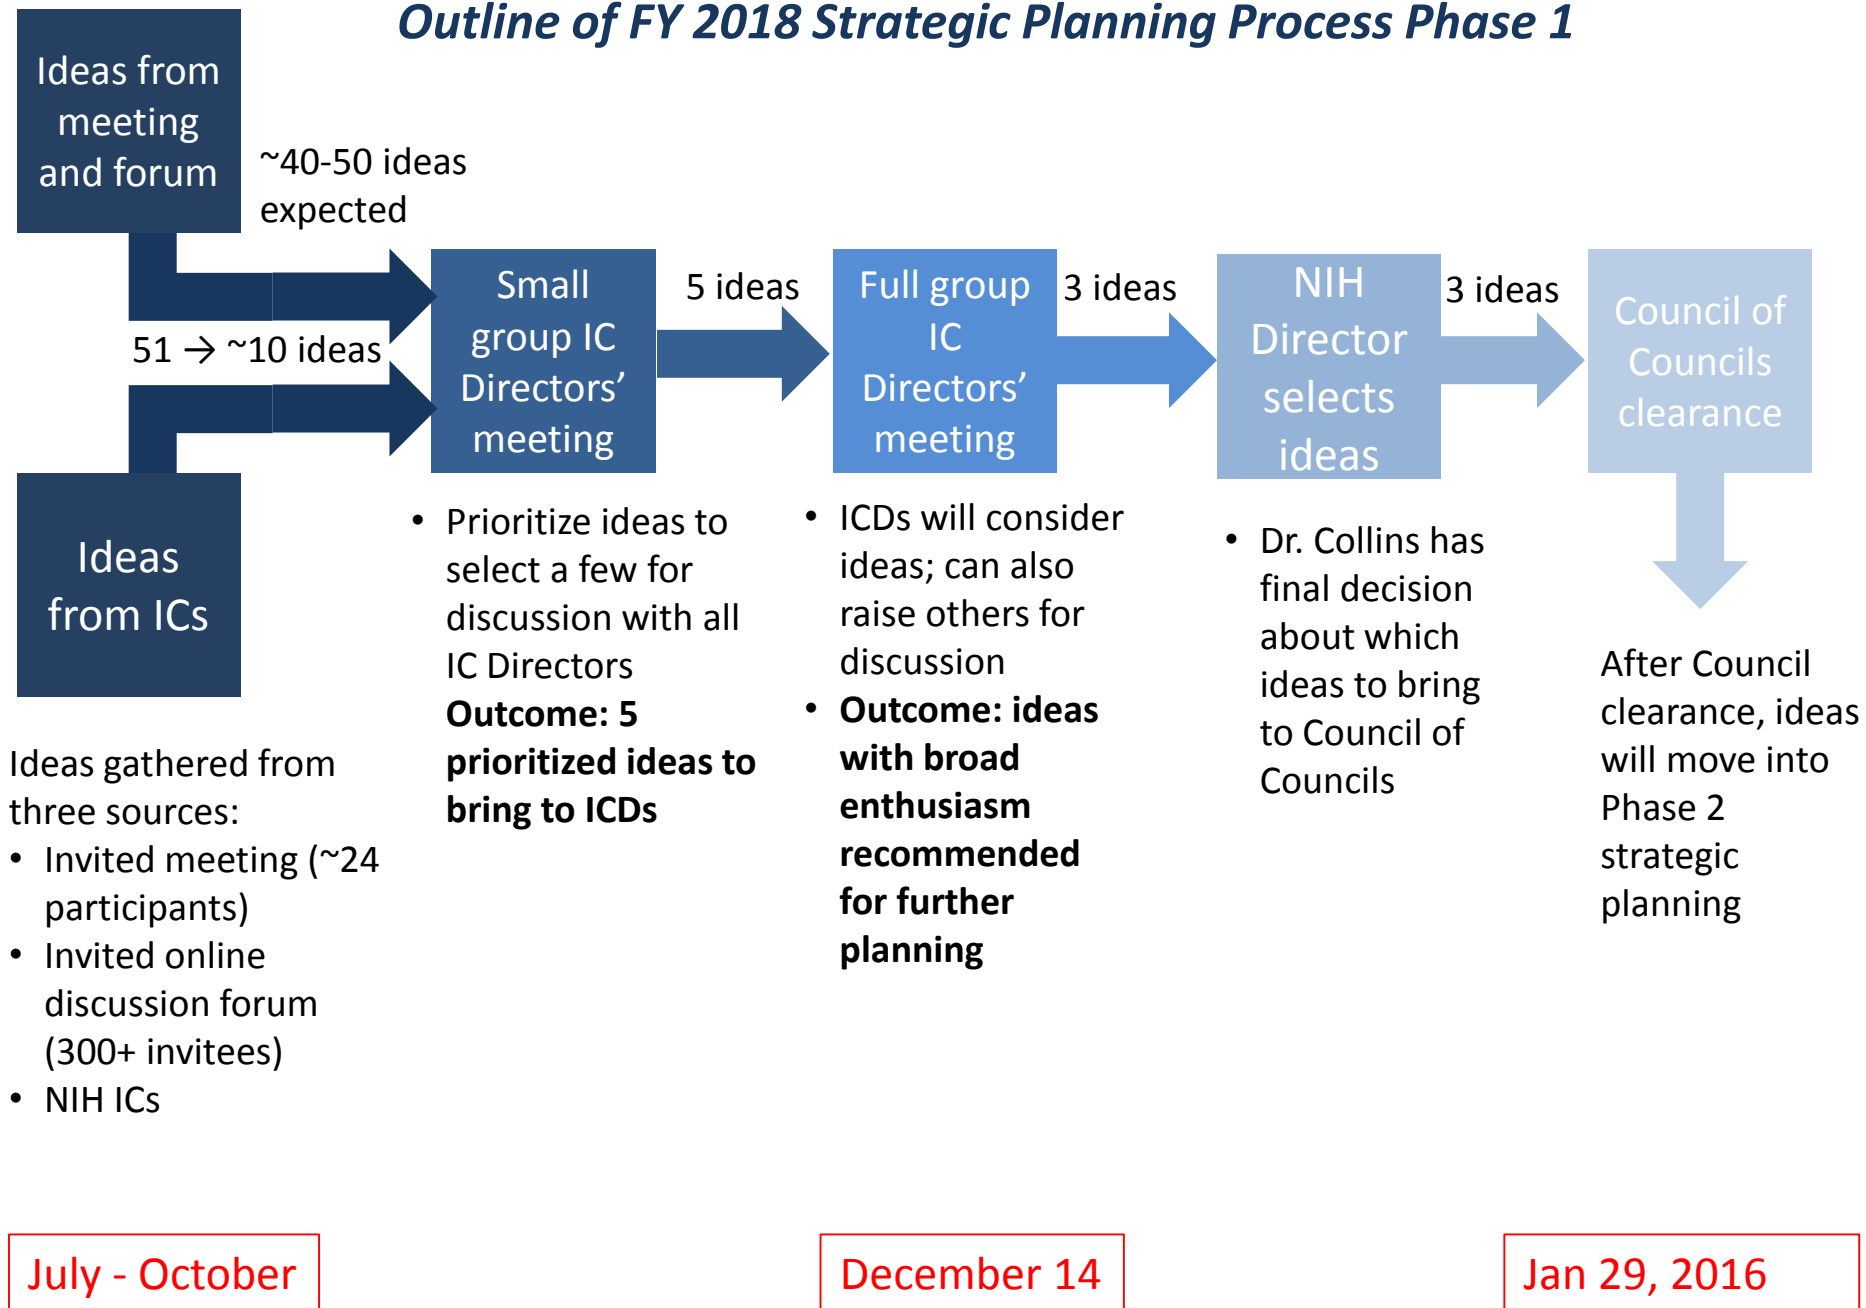 Outline of FY 2018 Strategic Planning Process Phase 1
Ideas from
meeting
and forum
~40-50 ideas
expected
51 → ~10 ideas
Ideas
from ICs
Small
group IC
Directors’
meeting
5 ideas
Full group
IC
Directors’
meeting
3 ideas
NIH
Director
selects
ideas
3 ideas
Council of
Councils
clearance
Ideas gathered from
three sources:
• Invited meeting (~24
participants)
• Invited online
discussion forum
(300+ invitees)
• NIH ICs
• Prioritize ideas to
select a few for
discussion with all
IC Directors
Outcome: 5
prioritized ideas to
bring to ICDs
• ICDs will consider
ideas; can also
raise others for
discussion
• Outcome: ideas
with broad
enthusiasm
recommended
for further
planning
• Dr. Collins has
final decision
about which
ideas to bring
to Council of
Councils
After Council
clearance, ideas
will move into
Phase 2
strategic
planning
July - October
December 14
Jan 29, 2016